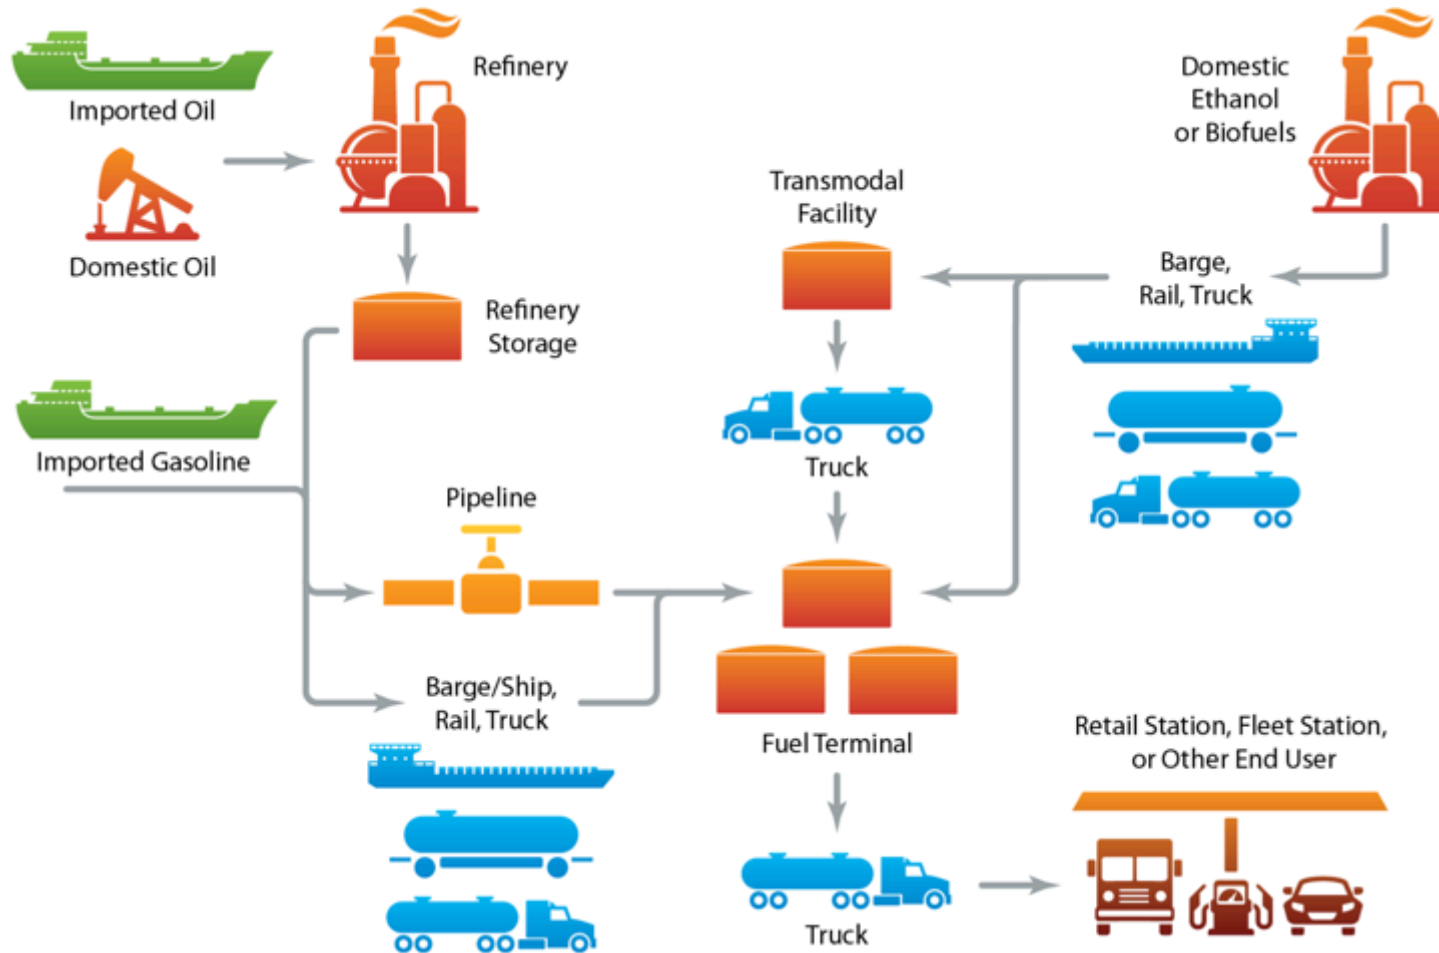 Imported Oil
Domestic Oil
Refinery
Refinery
Storage
Imported Gasoline
Pipeline
Barge/Ship,
Rail, Truck
Transmodal
Facility
Truck
Fuel Terminal
Truck
Domestic
Ethanol
or Biofuels
Barge,
Rail, Truck
Retail Station, Fleet Station,
or Other End User